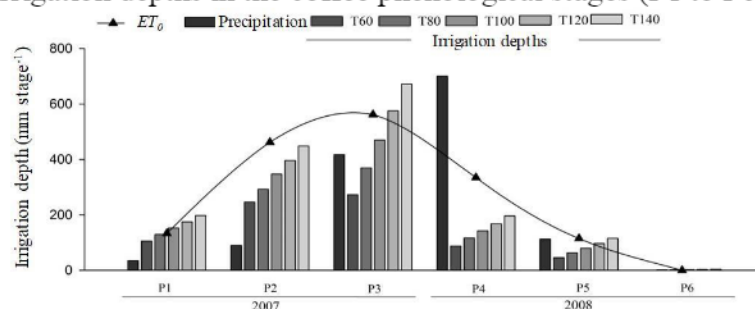 irrigation depths in the coffee phenological stages (P1 to P6
ET₀ Precipitation T60 T80 T100 T120 T140
Irrigation depths
Irrigation depth (mm stage⁻¹)
800
600
400
200
0
P1 P2 P3 P4 P5 P6
2007 2008